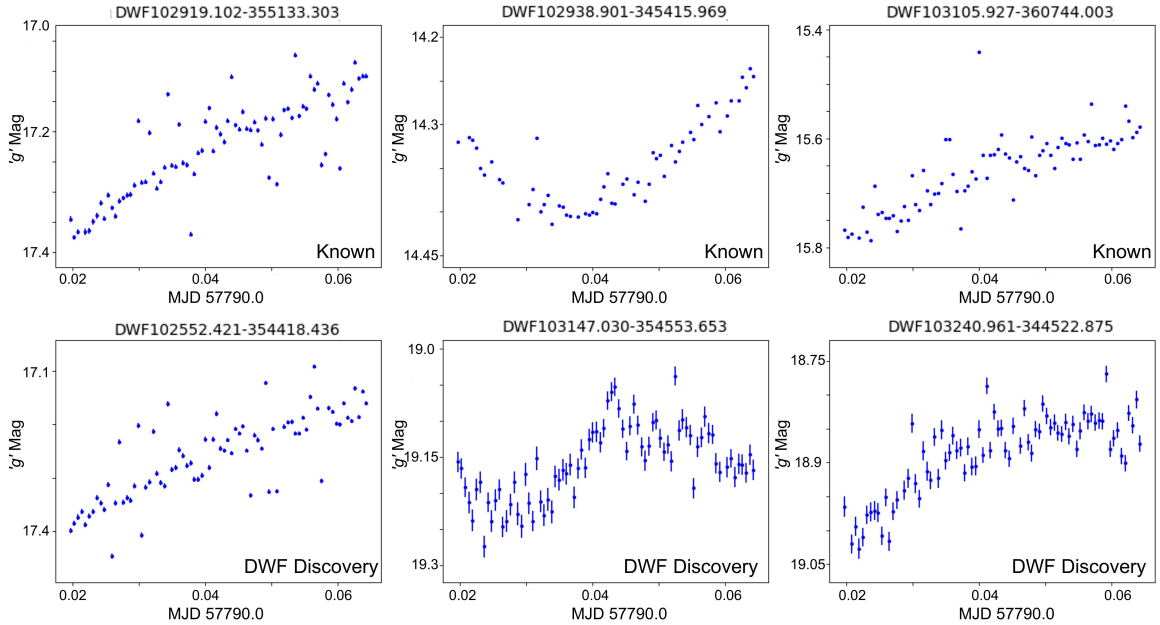 DWF102919.102-355133.303
17.0
17.2
17.4
'g' Mag
Known
0.02
0.04
0.06
MJD 57790.0
DWF102938.901-345415.969
14.2
14.3
14.45
'g' Mag
Known
0.02
0.04
0.06
MJD 57790.0
DWF103105.927-360744.003
15.4
15.6
15.8
'g' Mag
Known
0.02
0.04
0.06
MJD 57790.0
DWF102552.421-354418.436
17.1
17.4
'g' Mag
DWF Discovery
0.02
0.04
0.06
MJD 57790.0
DWF103147.030-354553.653
19.0
19.15
19.3
'g' Mag
DWF Discovery
0.02
0.04
0.06
MJD 57790.0
DWF103240.961-344522.875
18.75
18.9
19.05
'g' Mag
DWF Discovery
0.02
0.04
0.06
MJD 57790.0